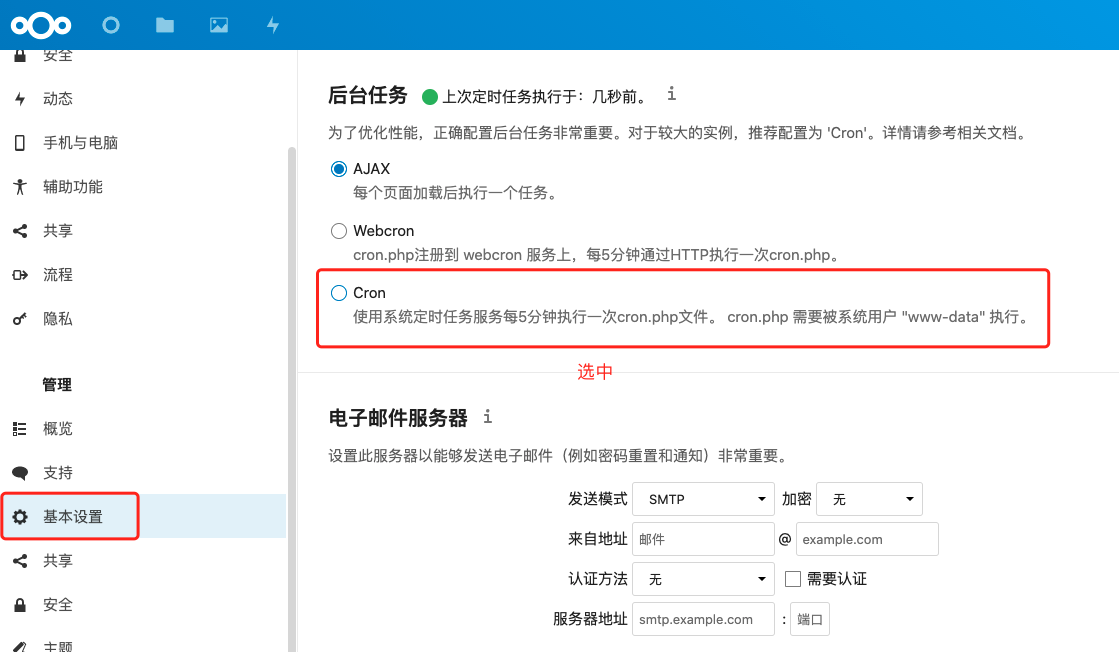 安全
动态
手机与电脑
辅助功能
共享
流程
隐私
管理
概览
支持
基本设置
共享
安全
主题
后台任务 上次定时任务执行于：几秒前。
为了优化性能，正确配置后台任务非常重要。对于较大的实例，推荐配置为 'Cron'。详情请参考相关文档。
AJAX
每个页面加载后执行一个任务。
Webcron
cron.php注册到 webcron 服务上，每5分钟通过HTTP执行一次cron.php。
Cron
使用系统定时任务服务每5分钟执行一次cron.php文件。 cron.php 需要被系统用户 "www-data" 执行。
选中
电子邮件服务器
设置此服务器以能够发送电子邮件（例如密码重置和通知）非常重要。
发送模式 SMTP 加密 无
来自地址 邮件 @ example.com
认证方法 无 需要认证
服务器地址 smtp.example.com : 端口